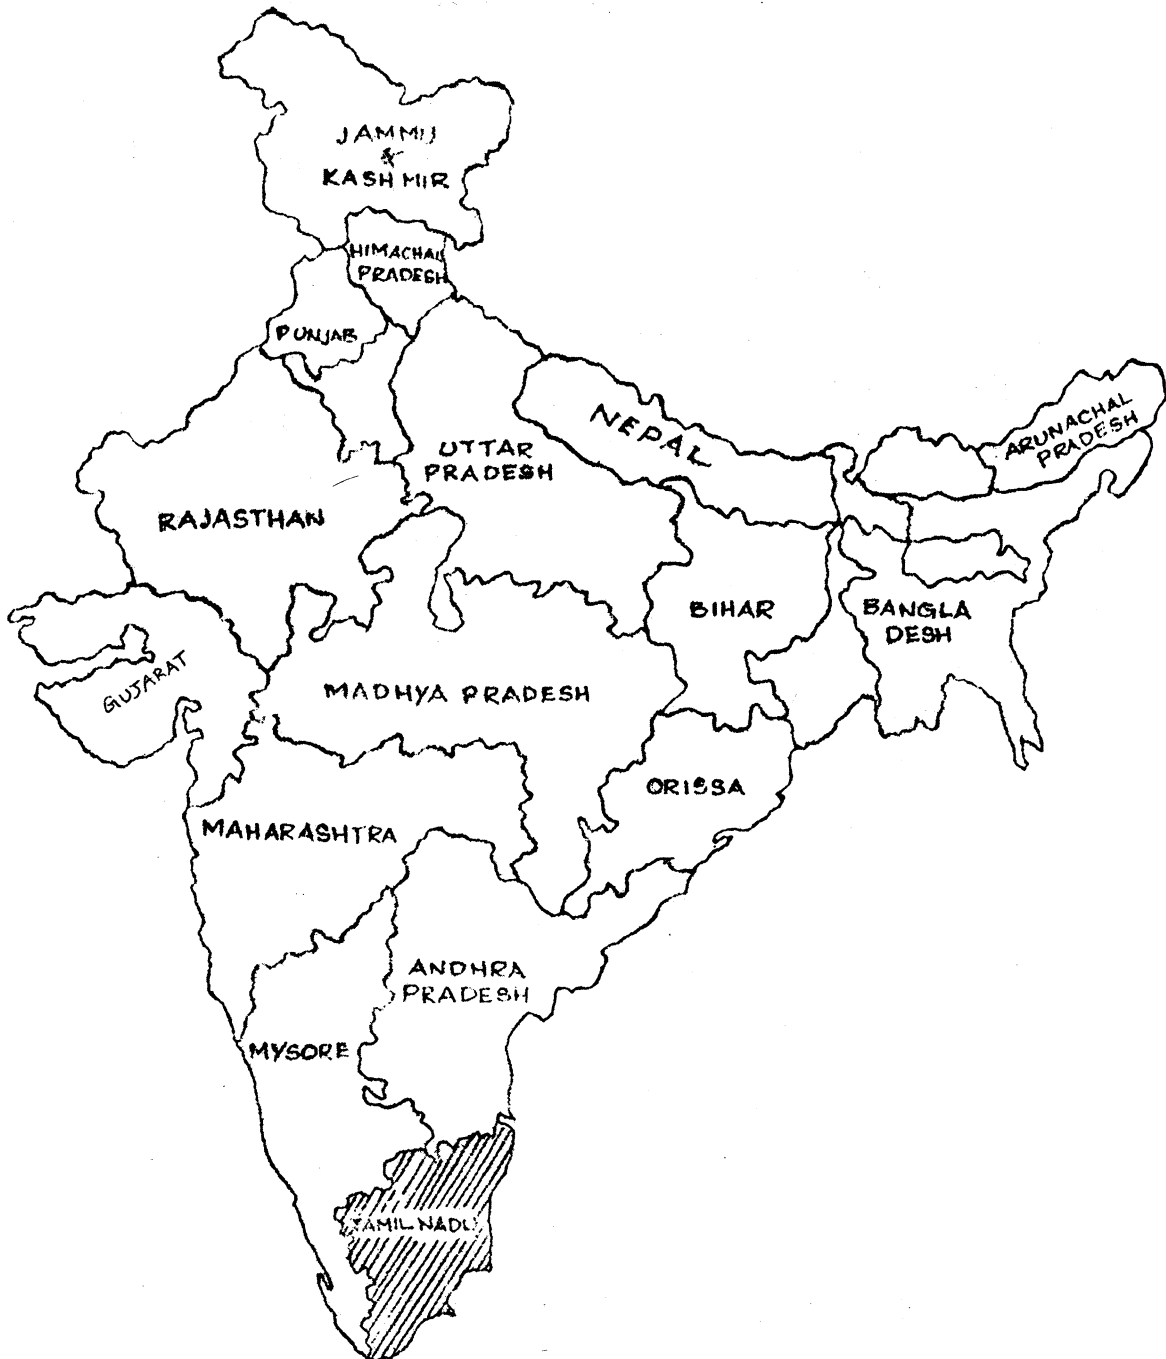 JAMMU
&
KASHMIR
HIMACHAL
PRADESH
PUNJAB
NEPAL
ARUNACHAL
PRADESH
UTTAR
PRADESH
RAJASTHAN
BIHAR
BANGLA
DESH
GUJARAT
MADHYA PRADESH
ORISSA
MAHARASHTRA
ANDHRA
PRADESH
MYSORE
TAMIL NADU